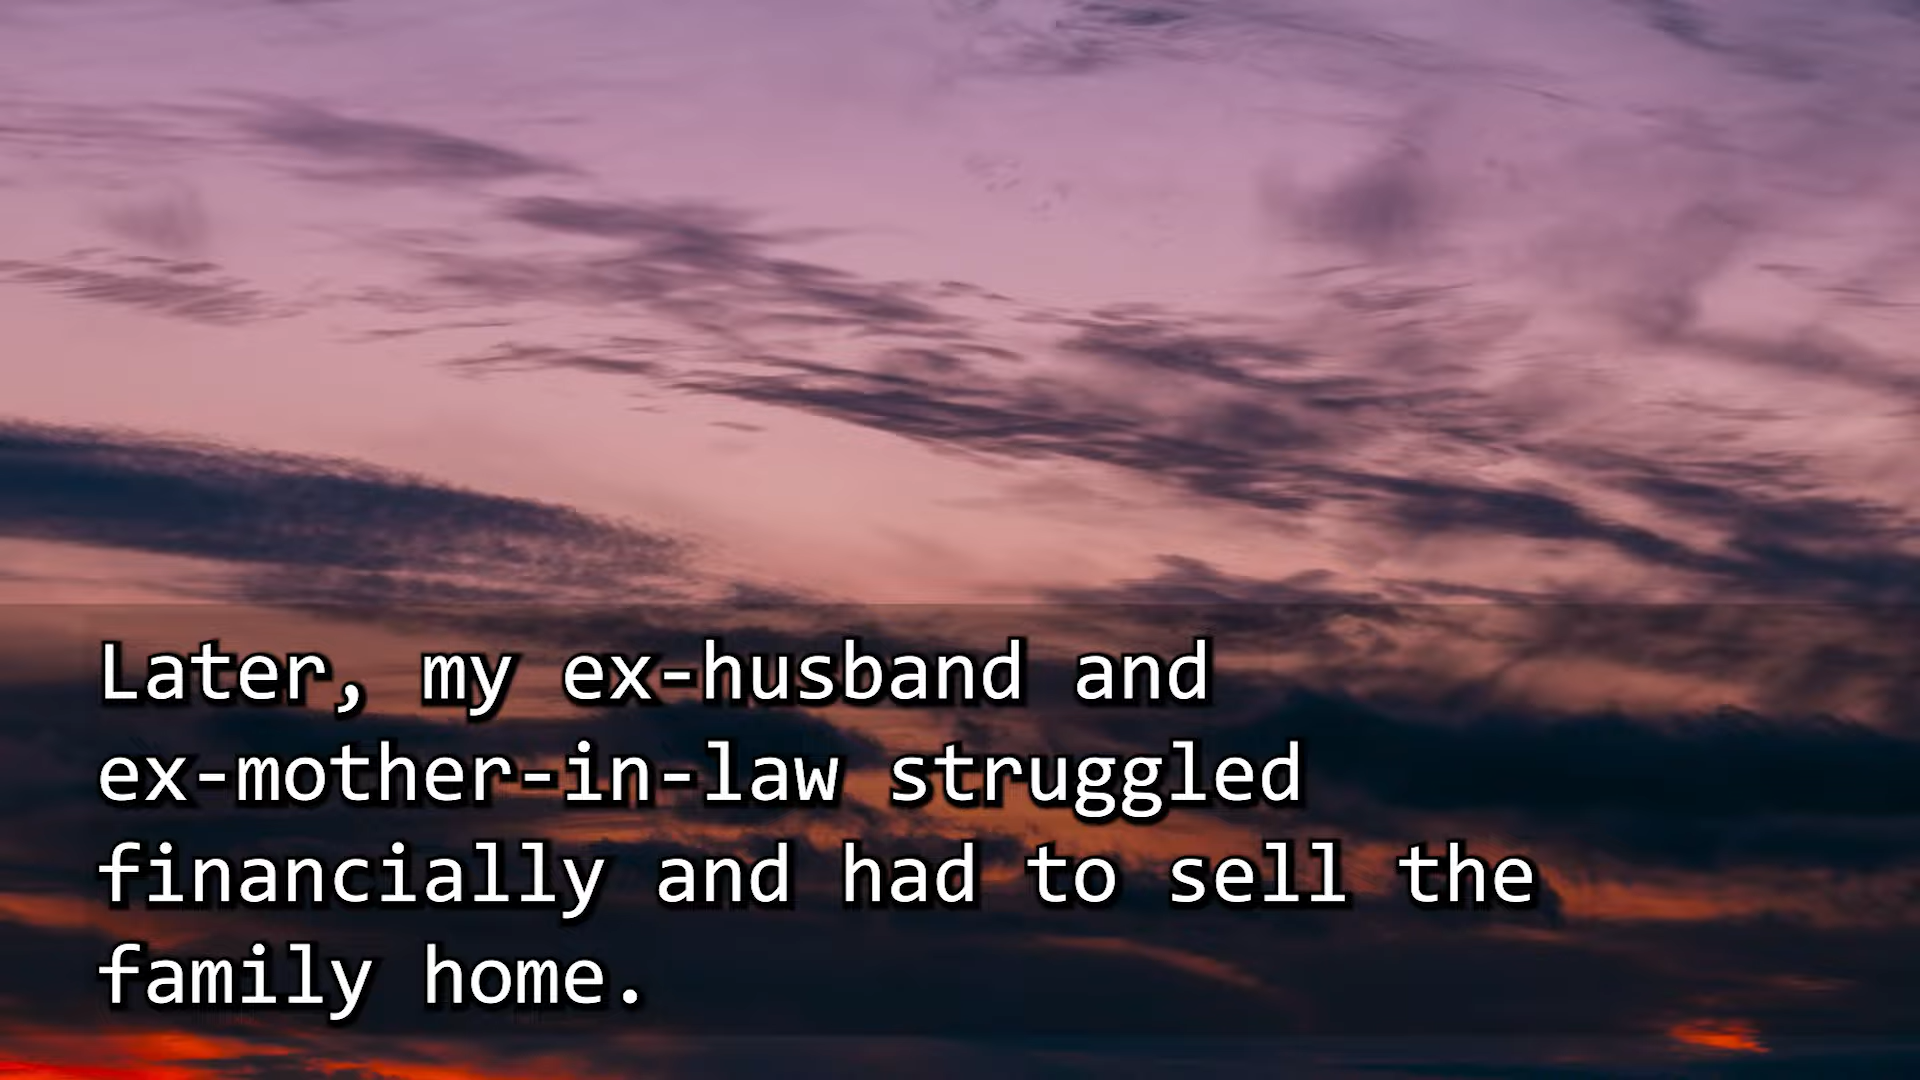 Later, my ex-husband and
ex-mother-in-law struggled
financially and had to sell the
family home.